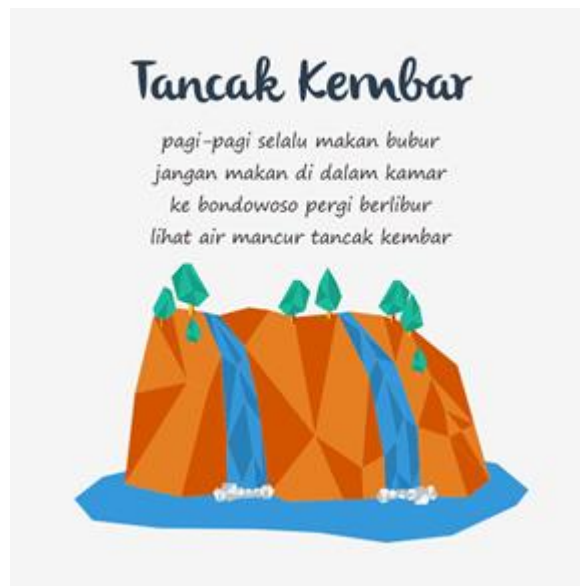 Tancak Kembar
pagi-pagi selalu makan bubur
jangan makan di dalam kamar
ke bondowoso pergi berlibur
lihat air mancur tancak kembar